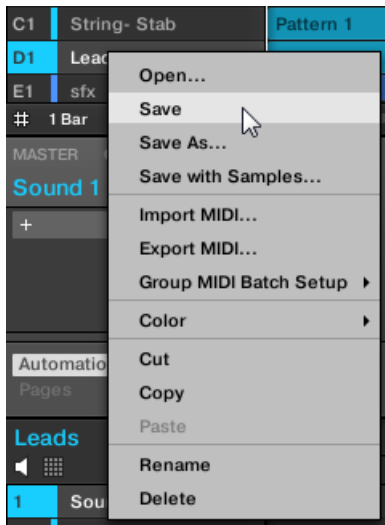 C1 String- Stab Pattern 1
D1 Lead
E1 sfx
# 1 Bar
MASTER
Sound 1
+
Automatio
Pages
Leads
1 Sou
Open...
Save
Save As...
Save with Samples...
Import MIDI...
Export MIDI...
Group MIDI Batch Setup
Color
Cut
Copy
Paste
Rename
Delete